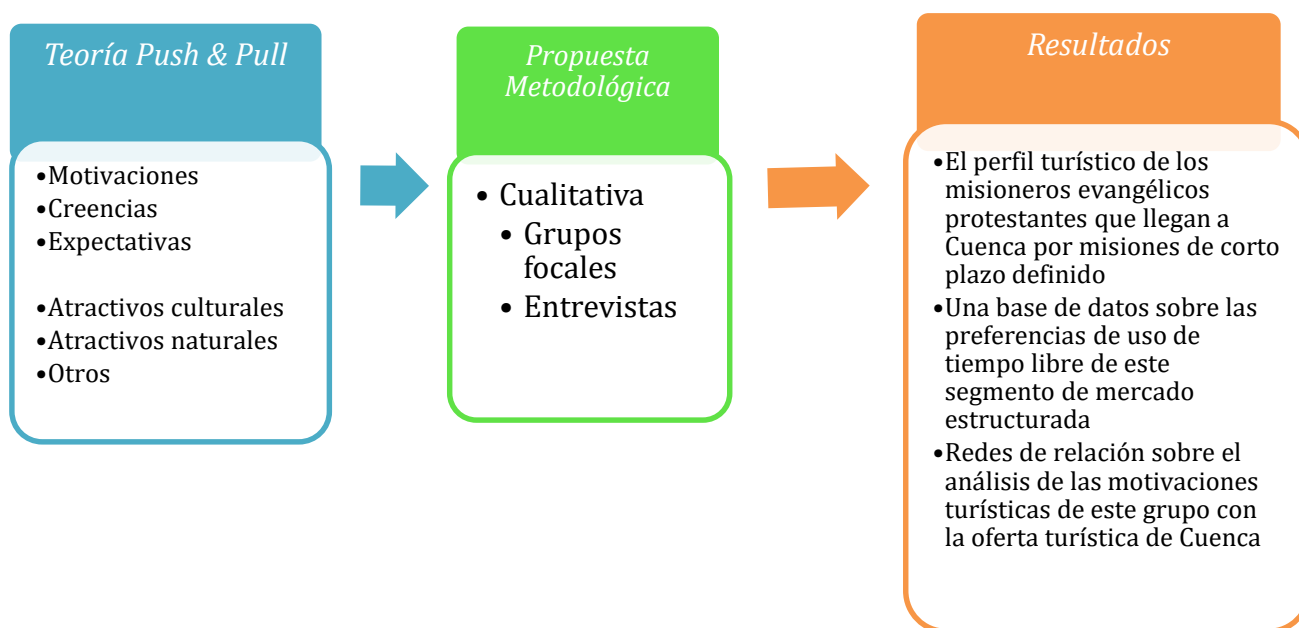 Teoría Push & Pull
•Motivaciones
•Creencias
•Expectativas
•Atractivos culturales
•Atractivos naturales
•Otros
Propuesta
Metodológica
• Cualitativa
• Grupos
focales
• Entrevistas
Resultados
•El perfil turístico de los
misioneros evangélicos
protestantes que llegan a
Cuenca por misiones de corto
plazo definido
•Una base de datos sobre las
preferencias de uso de
tiempo libre de este
segmento de mercado
estructurada
•Redes de relación sobre el
análisis de las motivaciones
turísticas de este grupo con
la oferta turística de Cuenca